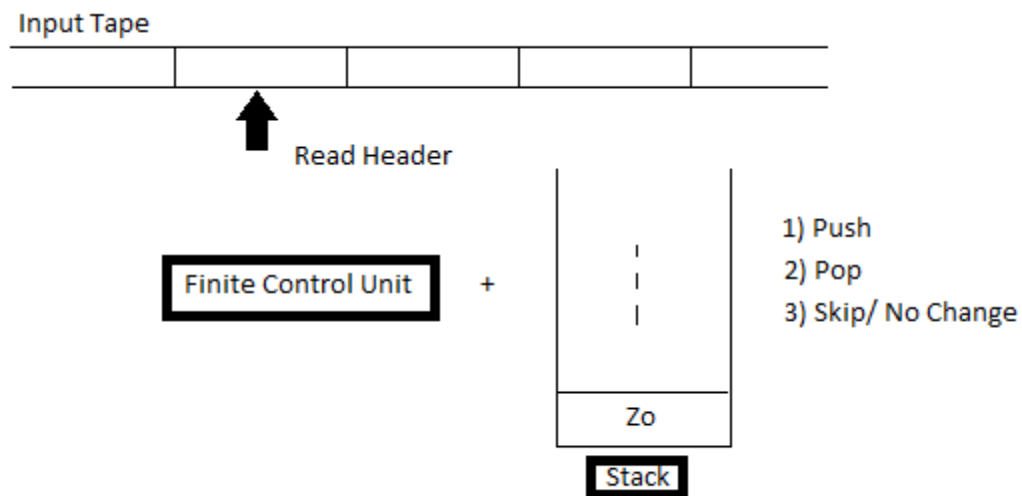 Input Tape
Read Header
1) Push
Finite Control Unit +
2) Pop
3) Skip/ No Change
Zo
Stack